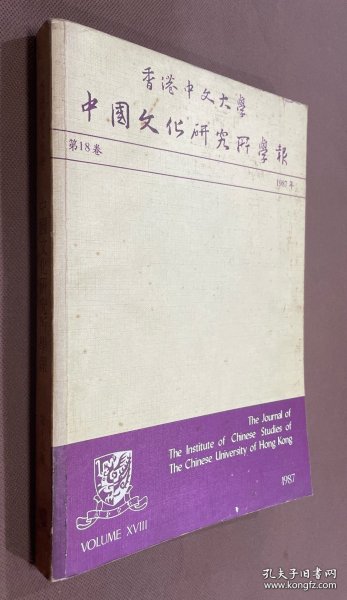 香港中文大學
中國文化研究所學報
第18卷
1987年
The Journal of
The Institute of Chinese Studies of
The Chinese University of Hong Kong
1987
VOLUME XVIII
孔夫子旧书网